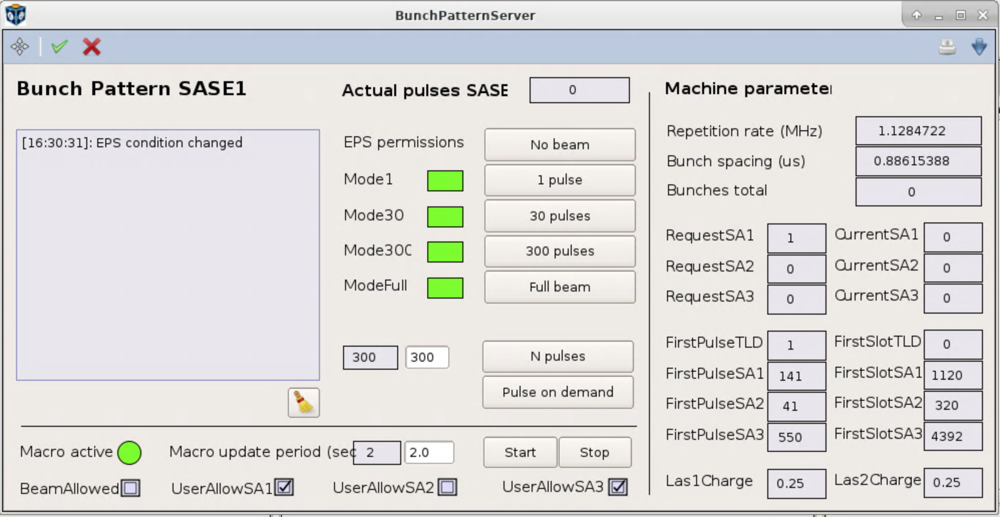 BunchPatternServer
Bunch Pattern SASE1
[16:30:31]: EPS condition changed
Actual pulses SASE 0
EPS permissions No beam
Mode1 1 pulse
Mode30 30 pulses
Mode300 300 pulses
ModeFull Full beam
300 300 N pulses
Pulse on demand
Macro active Macro update period (sec 2 2.0 Start Stop
BeamAllowed UserAllowSA1 UserAllowSA2 UserAllowSA3
Machine parameter
Repetition rate (MHz) 1.1284722
Bunch spacing (us) 0.88615388
Bunches total 0
RequestSA1 1 CurrentSA1 0
RequestSA2 0 CurrentSA2 0
RequestSA3 0 CurrentSA3 0
FirstPulseTLD 1 FirstSlotTLD 0
FirstPulseSA1 141 FirstSlotSA1 1120
FirstPulseSA2 41 FirstSlotSA2 320
FirstPulseSA3 550 FirstSlotSA3 4392
Las1Charge 0.25 Las2Charge 0.25